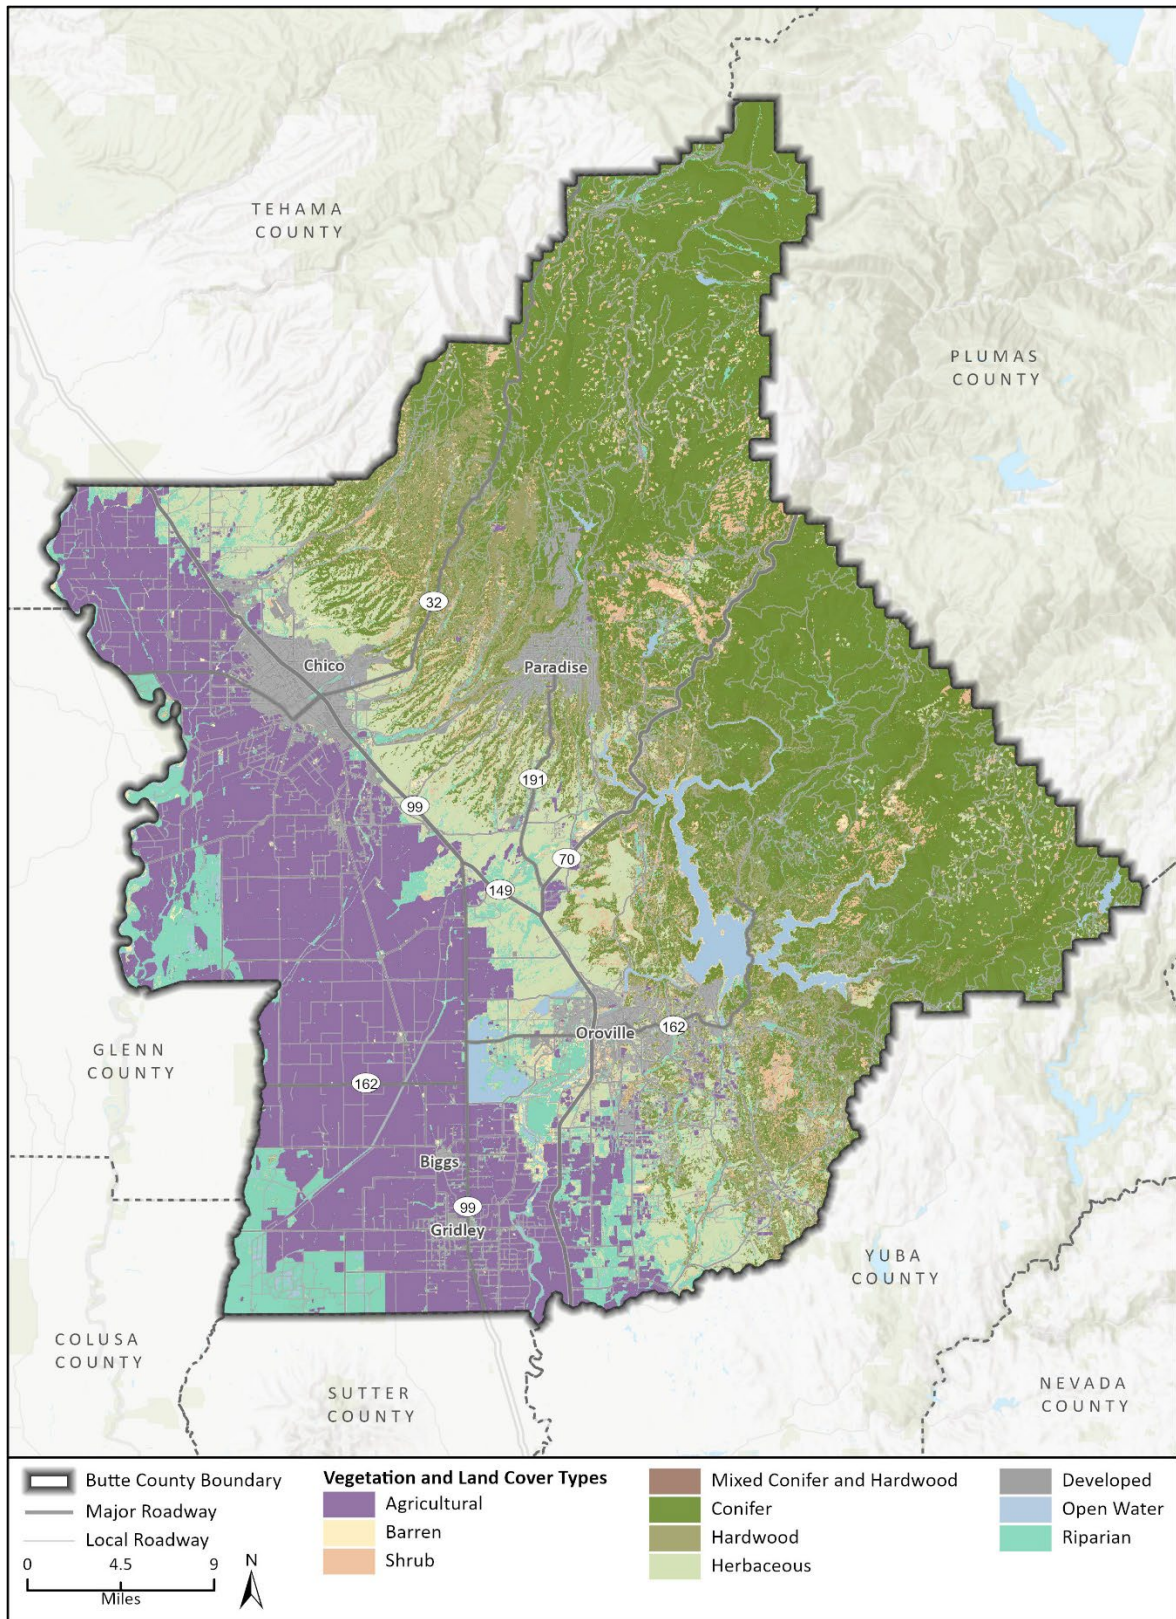 TEHAMA
COUNTY
PLUMAS
COUNTY
32
Chico
Paradise
191
99
70
149
Oroville
162
GLENN
COUNTY
162
Biggs
99
Gridley
YUBA
COUNTY
COLUSA
COUNTY
SUTTER
COUNTY
NEVADA
COUNTY
Butte County Boundary
Major Roadway
Local Roadway
0 4.5 9
Miles
N
Vegetation and Land Cover Types
Agricultural
Barren
Shrub
Mixed Conifer and Hardwood
Conifer
Hardwood
Herbaceous
Developed
Open Water
Riparian